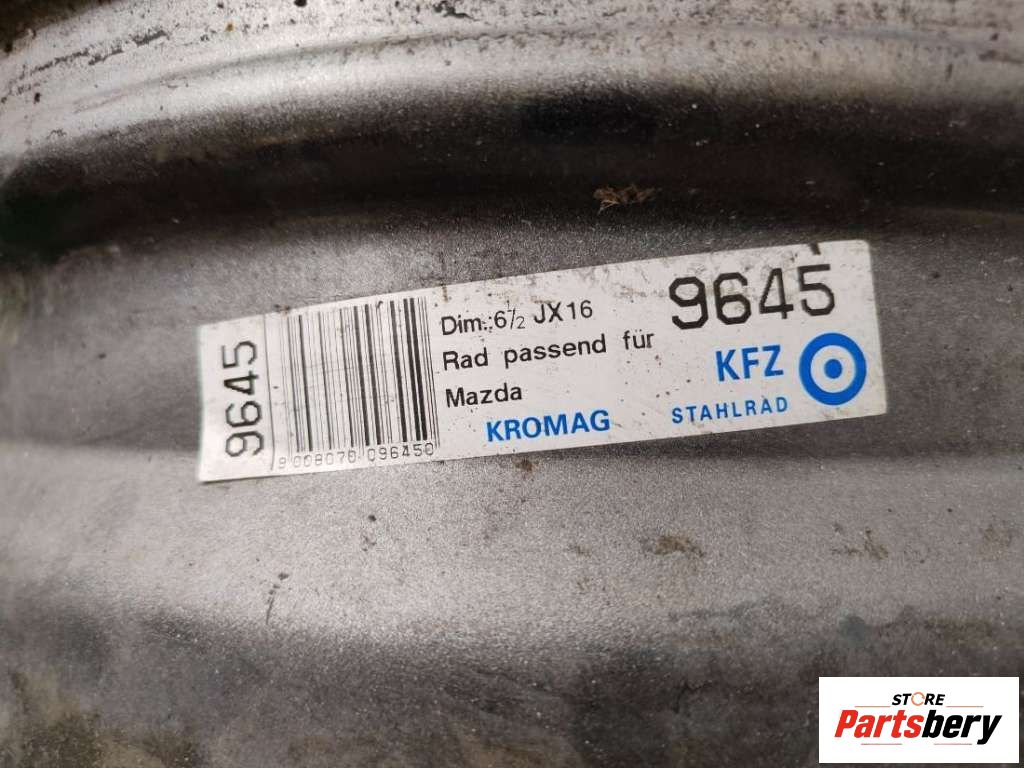 9645
9 008070 096450
Dim.:6½ JX16
Rad passend für
Mazda
KROMAG
9645
KFZ
STAHLRAD
STORE
Partsbery